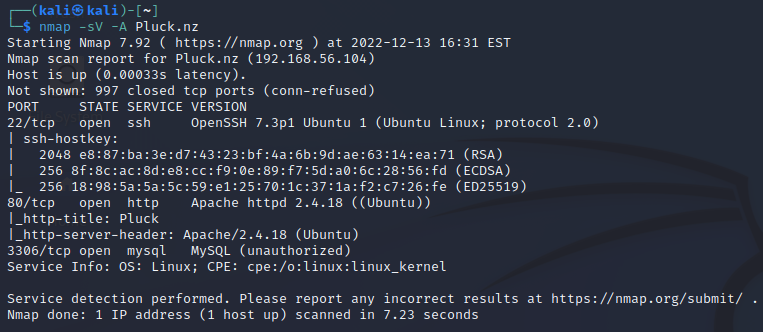 ┌──(kali㉿kali)-[~]
└─$ nmap -sV -A Pluck.nz
Starting Nmap 7.92 ( https://nmap.org ) at 2022-12-13 16:31 EST
Nmap scan report for Pluck.nz (192.168.56.104)
Host is up (0.00033s latency).
Not shown: 997 closed tcp ports (conn-refused)
PORT     STATE SERVICE VERSION
22/tcp   open  ssh     OpenSSH 7.3p1 Ubuntu 1 (Ubuntu Linux; protocol 2.0)
| ssh-hostkey:
|   2048 e8:87:ba:3e:d7:43:23:bf:4a:6b:9d:ae:63:14:ea:71 (RSA)
|   256 8f:8c:ac:8d:e8:cc:f9:0e:89:f7:5d:a0:6c:28:56:fd (ECDSA)
|_  256 18:98:5a:5a:5c:59:e1:25:70:1c:37:1a:f2:c7:26:fe (ED25519)
80/tcp   open  http    Apache httpd 2.4.18 ((Ubuntu))
|_http-title: Pluck
|_http-server-header: Apache/2.4.18 (Ubuntu)
3306/tcp open  mysql   MySQL (unauthorized)
Service Info: OS: Linux; CPE: cpe:/o:linux:linux_kernel

Service detection performed. Please report any incorrect results at https://nmap.org/submit/ .
Nmap done: 1 IP address (1 host up) scanned in 7.23 seconds